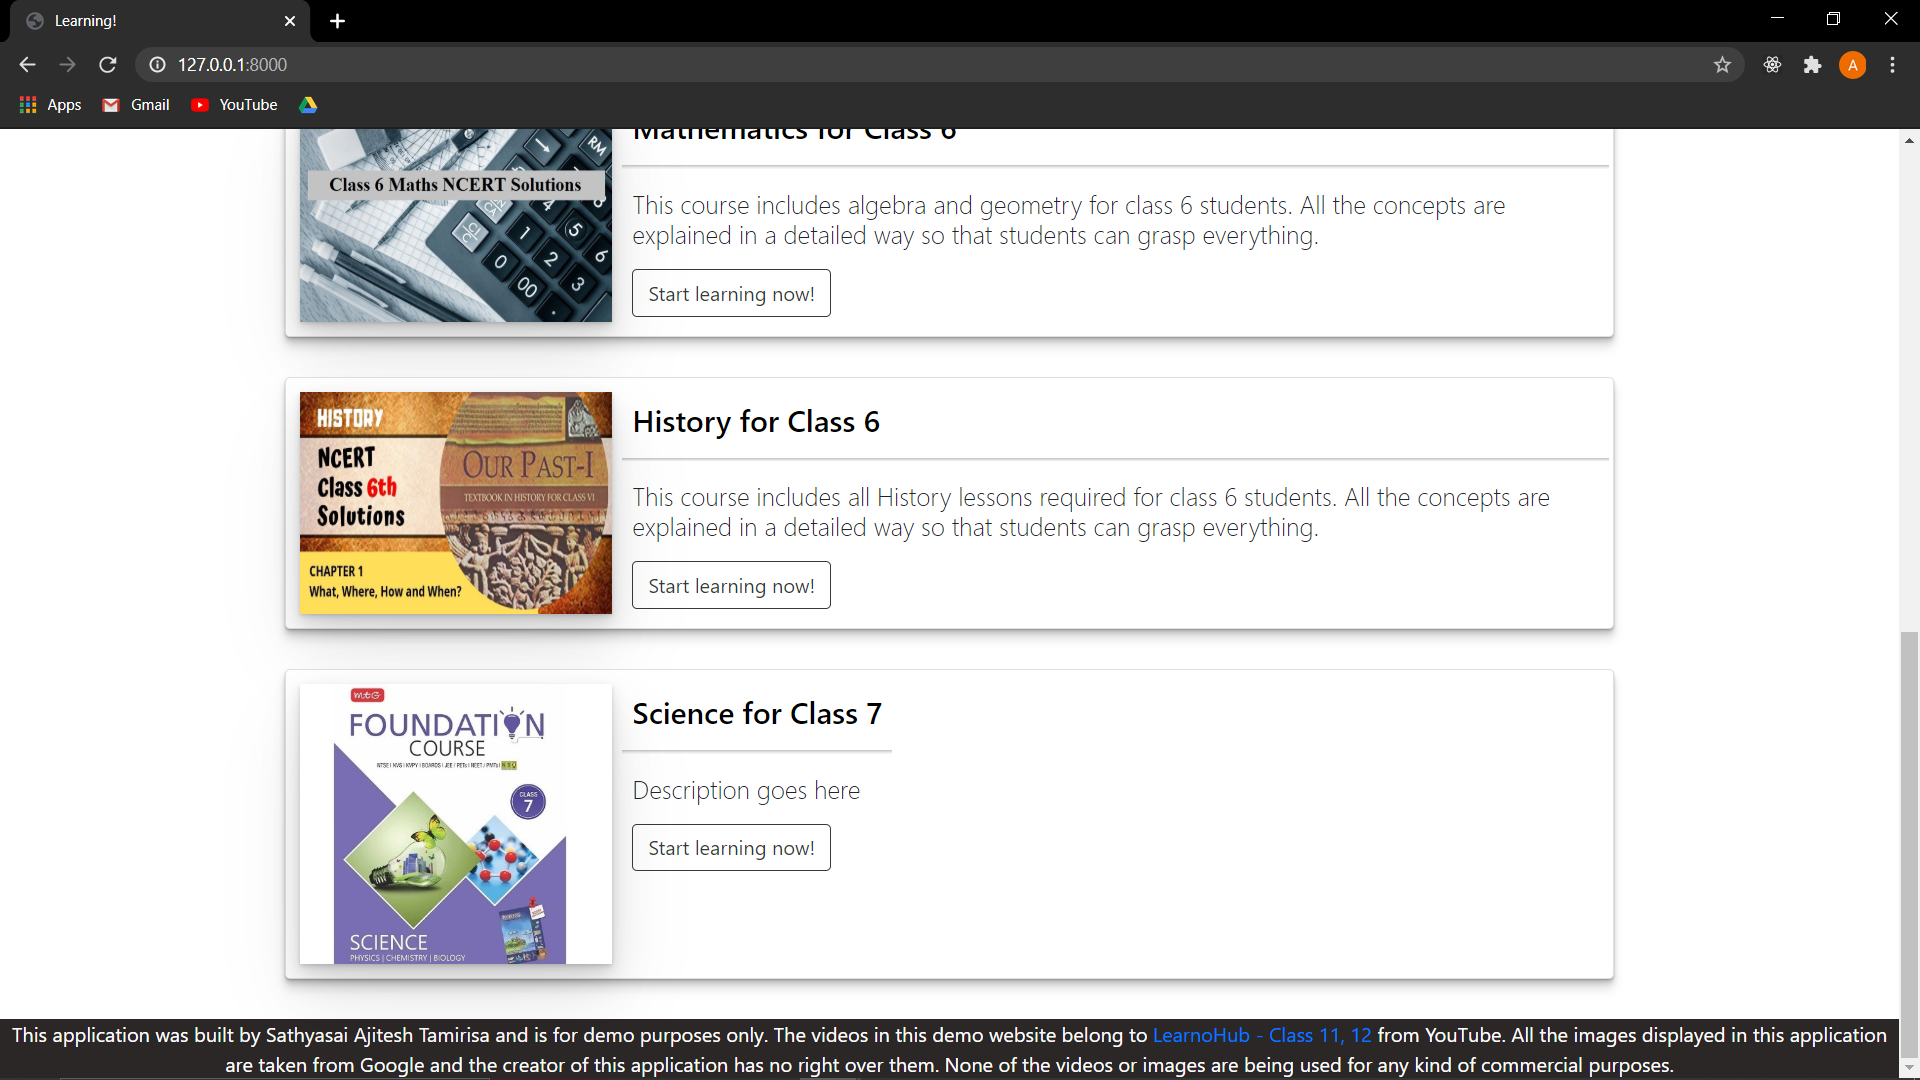 Learning!
127.0.0.1:8000
A
Apps
Gmail
YouTube
Mathematics for Class 6
Class 6 Maths NCERT Solutions
RM
1
5
4
6
0
2
3
00
This course includes algebra and geometry for class 6 students. All the concepts are
explained in a detailed way so that students can grasp everything.
Start learning now!
HISTORY
NCERT
Class 6th
Solutions
CHAPTER 1
What, Where, How and When?
OUR PAST-I
TEXTBOOK IN HISTORY FOR CLASS VI
History for Class 6
This course includes all History lessons required for class 6 students. All the concepts are
explained in a detailed way so that students can grasp everything.
Start learning now!
mtG
FOUNDATION
COURSE
CLASS
7
SCIENCE
PHYSICS | CHEMISTRY | BIOLOGY
Science for Class 7
Description goes here
Start learning now!
This application was built by Sathyasai Ajitesh Tamirisa and is for demo purposes only. The videos in this demo website belong to LearnoHub - Class 11, 12 from YouTube. All the images displayed in this application
are taken from Google and the creator of this application has no right over them. None of the videos or images are being used for any kind of commercial purposes.